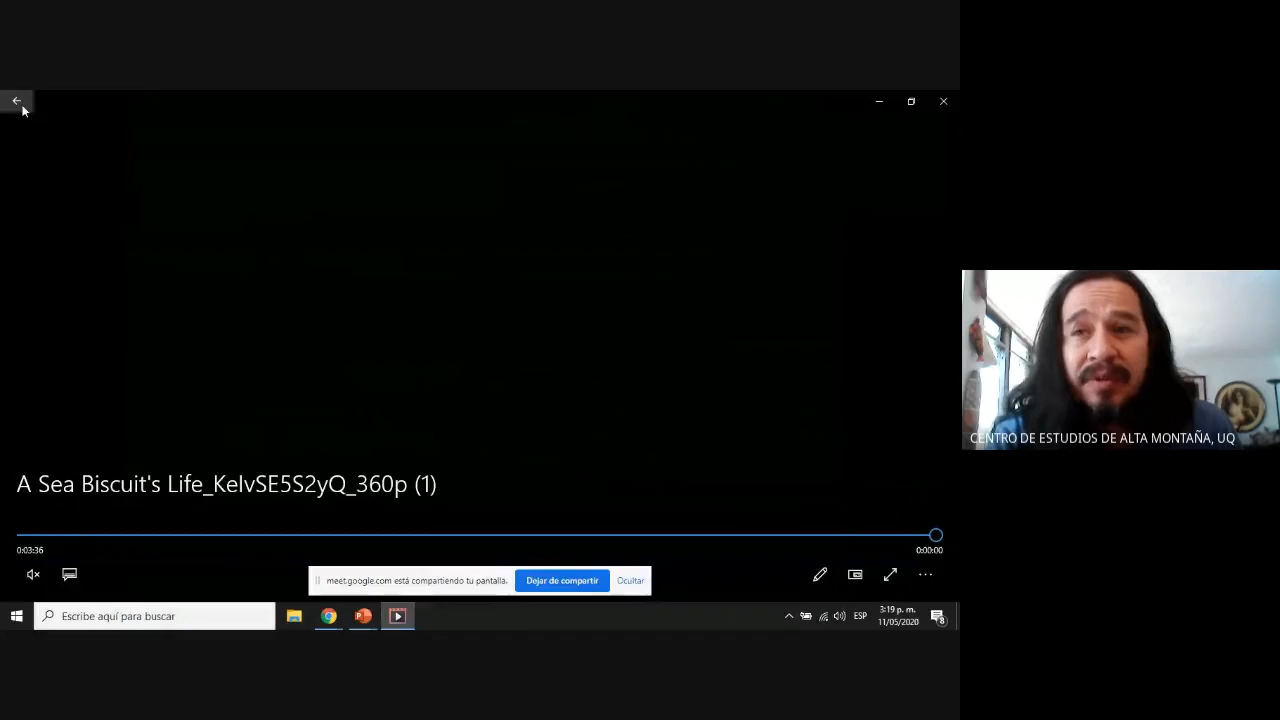 A Sea Biscuit's Life_KelvSE5S2yQ_360p (1)
0:03:36
0:00:00
meet.google.com está compartiendo tu pantalla.
Dejar de compartir
Ocultar
Escribe aquí para buscar
ESP
3:19 p. m.
11/05/2020
8
CENTRO DE ESTUDIOS DE ALTA MONTAÑA, UQ